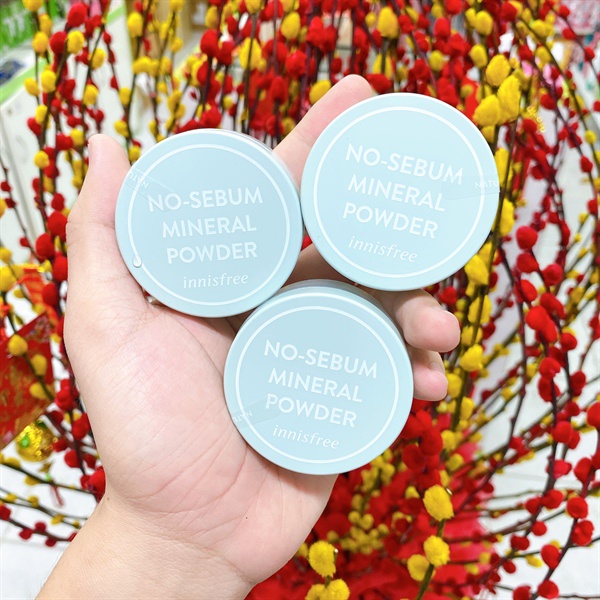 NO-SEBUM
MINERAL
POWDER
innisfree
NO-SEBUM
MINERAL
POWDER
innisfree
NO-SEBUM
MINERAL
POWDER
innisfree